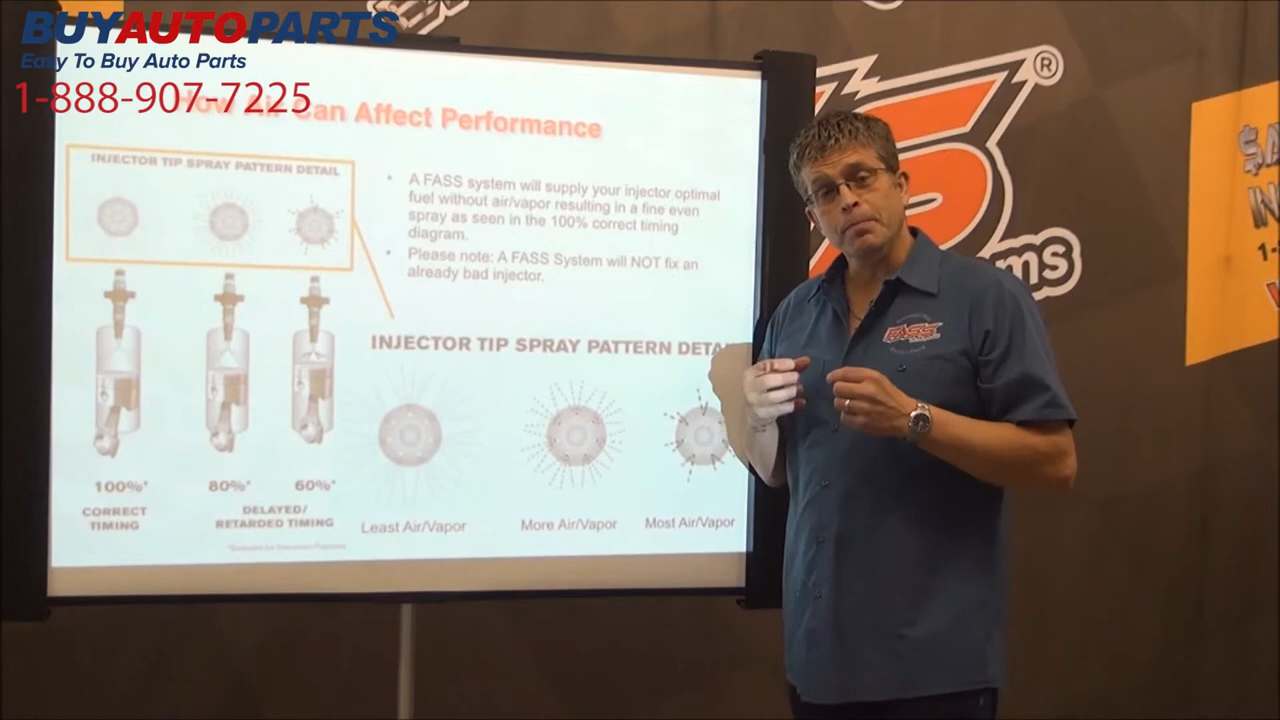 BUYAUTOPARTS
Easy To Buy Auto Parts
1-888-907-7225
How Air Can Affect Performance
INJECTOR TIP SPRAY PATTERN DETAIL
• A FASS system will supply your injector optimal
fuel without air/vapor resulting in a fine even
spray as seen in the 100% correct timing
diagram.
• Please note: A FASS System will NOT fix an
already bad injector.
INJECTOR TIP SPRAY PATTERN DETA
100%*
80%*
60%*
CORRECT
TIMING
DELAYED/
RETARDED TIMING
Least Air/Vapor
More Air/Vapor
Most Air/Vapor
®
ms
FASS
$A
IN
1-